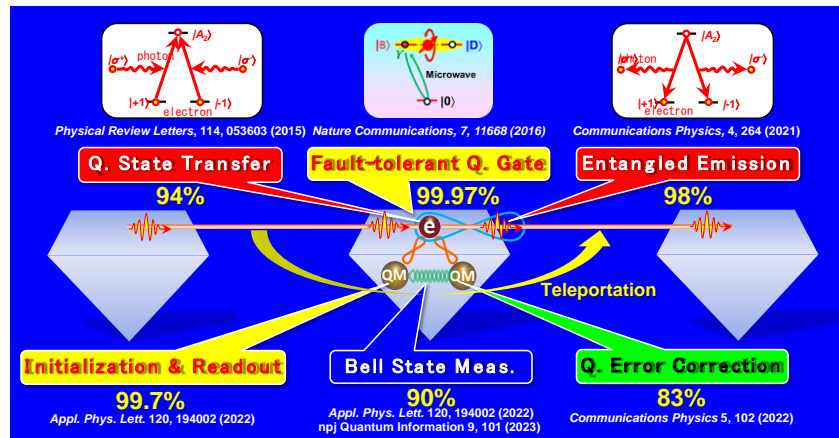 |A₂⟩
photon
|σ⁺⟩
|σ⁻⟩
|+1⟩
|-1⟩
electron
Physical Review Letters, 114, 053603 (2015)
|B⟩
|D⟩
γ
Microwave
|0⟩
Nature Communications, 7, 11668 (2016)
|A₂⟩
photon
|σ⟩
|+1⟩
|-1⟩
electron
Communications Physics, 4, 264 (2021)
Q. State Transfer
94%
Fault-tolerant Q. Gate
99.97%
Entangled Emission
98%
e
QM
QM
Teleportation
Initialization & Readout
99.7%
Appl. Phys. Lett. 120, 194002 (2022)
Bell State Meas.
90%
Appl. Phys. Lett. 120, 194002 (2022)
npj Quantum Information 9, 101 (2023)
Q. Error Correction
83%
Communications Physics 5, 102 (2022)